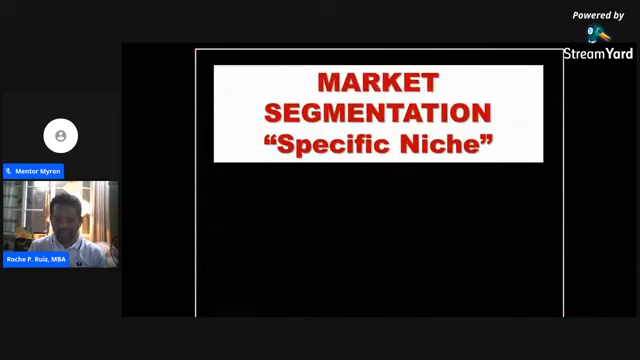 Powered by
StreamYard
MARKET
SEGMENTATION
“Specific Niche”
Mentor Myron
Roche P. Ruiz, MBA